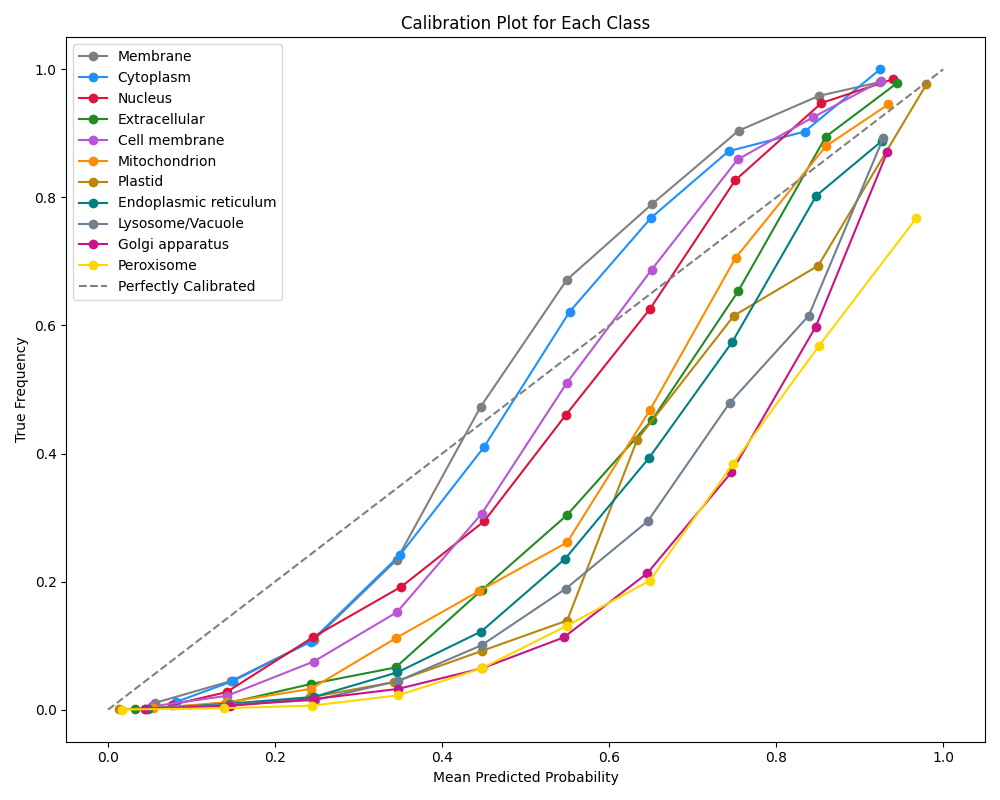 Calibration Plot for Each Class
Membrane
Cytoplasm
Nucleus
Extracellular
Cell membrane
Mitochondrion
Plastid
Endoplasmic reticulum
Lysosome/Vacuole
Golgi apparatus
Peroxisome
Perfectly Calibrated
True Frequency
1.0
0.8
0.6
0.4
0.2
0.0
0.0 0.2 0.4 0.6 0.8 1.0
Mean Predicted Probability